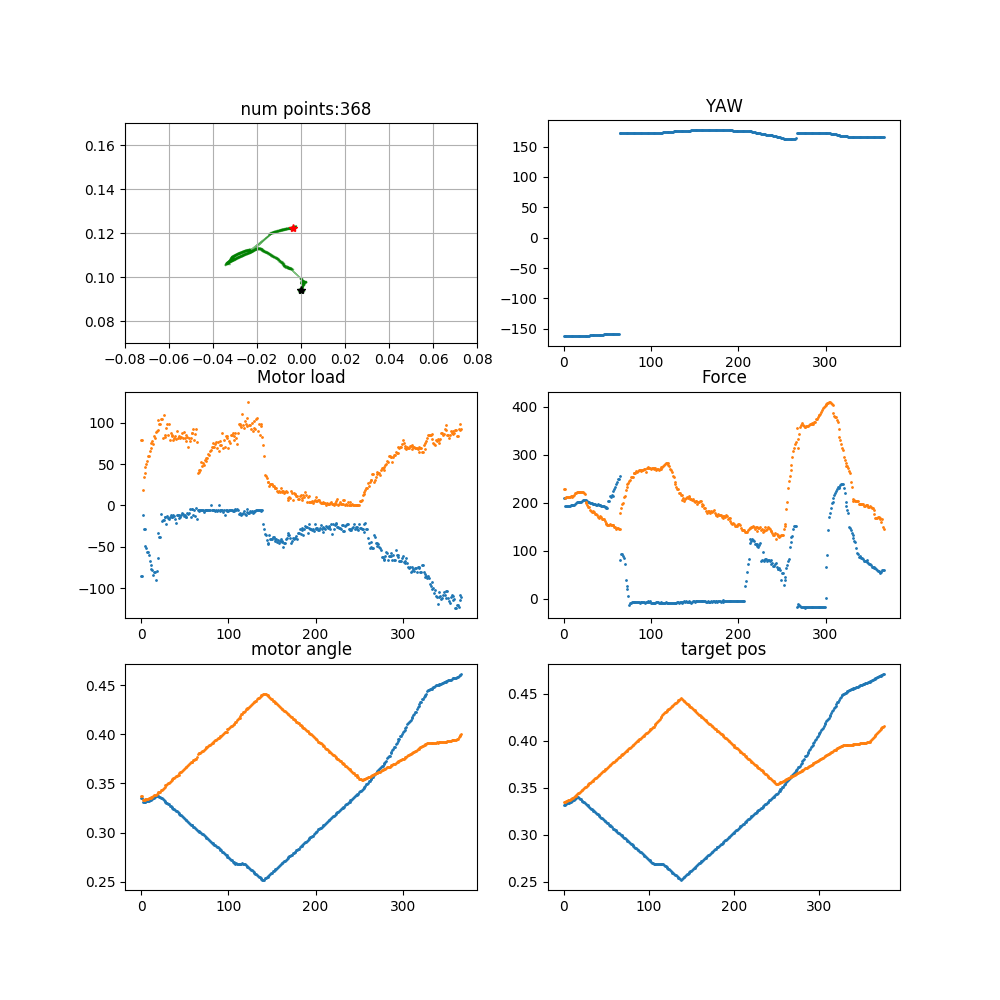 num points:368
YAW
0.16
0.14
0.12
0.10
0.08
−0.08 −0.06 −0.04 −0.02 0.00 0.02 0.04 0.06 0.08
150
100
50
0
−50
−100
−150
0 100 200 300
Motor load
Force
100
50
0
−50
−100
0 100 200 300
400
300
200
100
0
0 100 200 300
motor angle
target pos
0.45
0.40
0.35
0.30
0.25
0 100 200 300
0.45
0.40
0.35
0.30
0.25
0 100 200 300